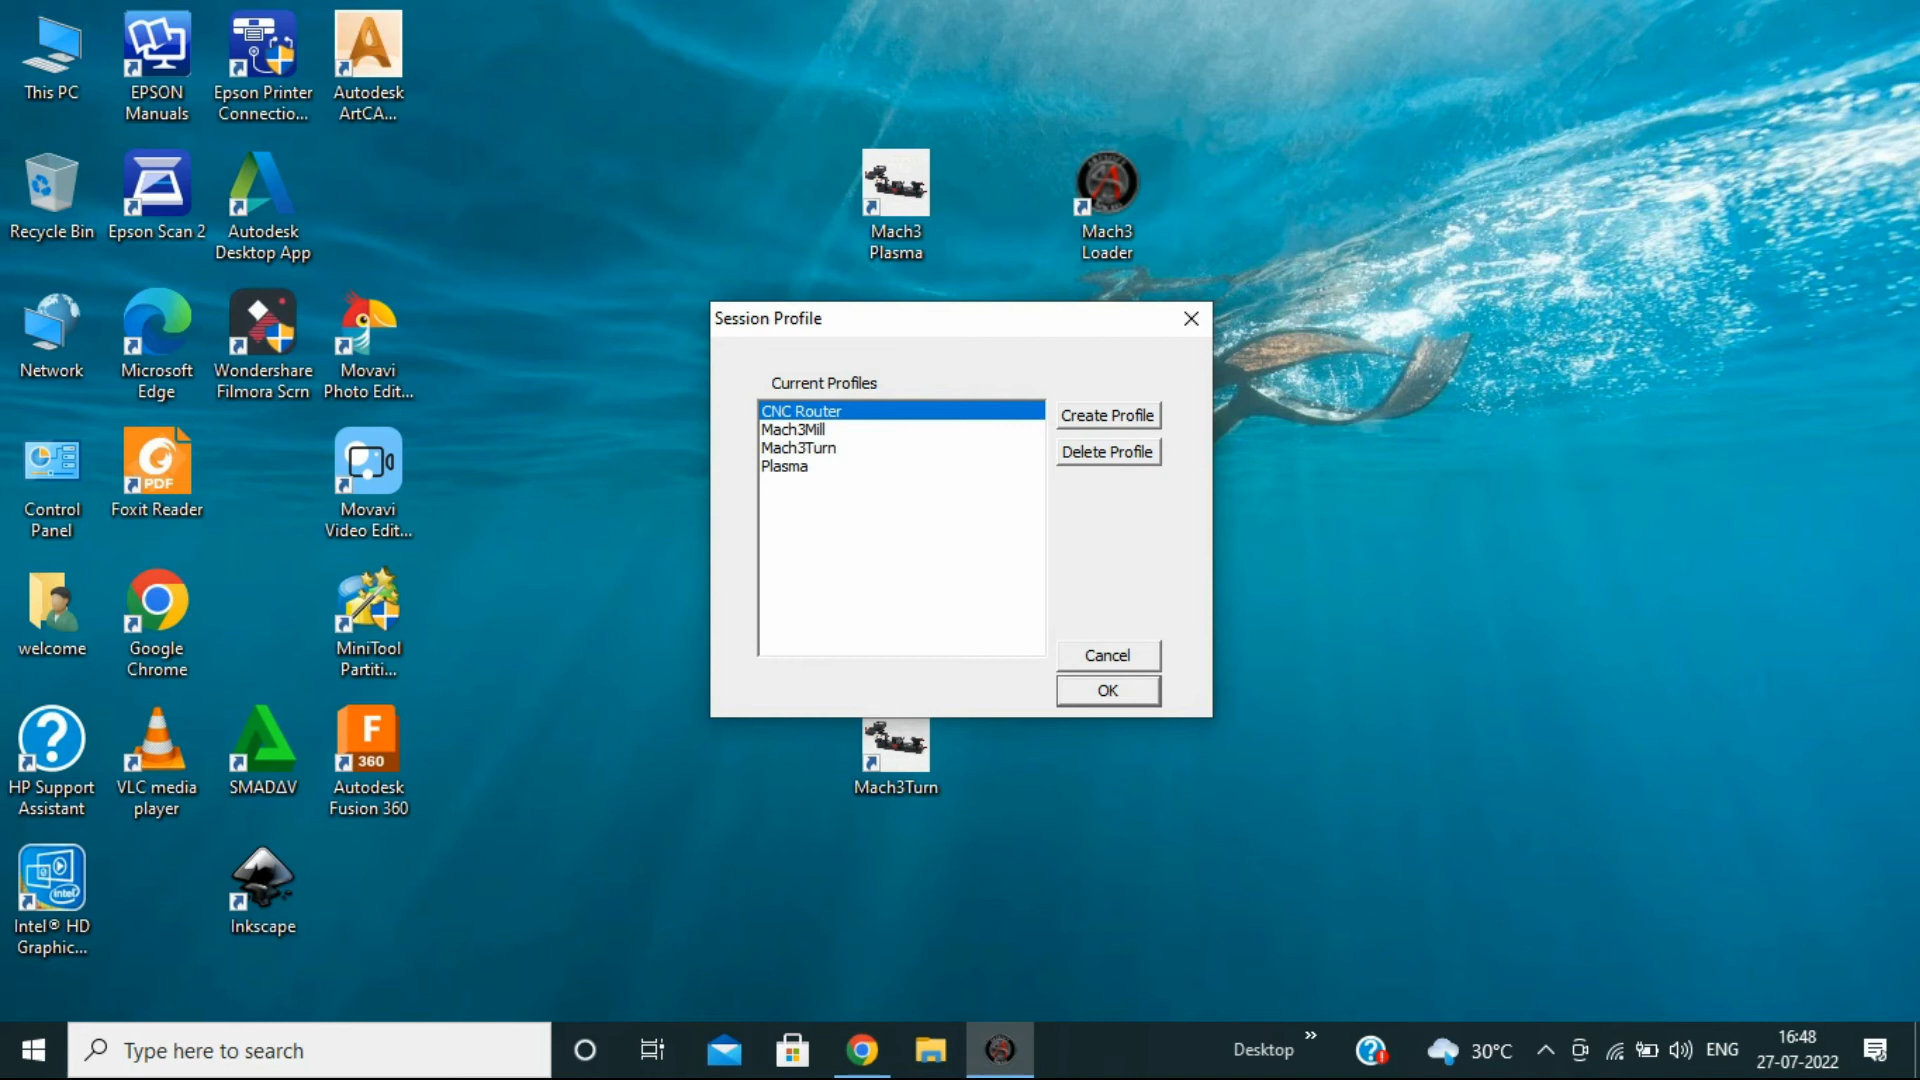 This PC
EPSON
Manuals
Epson Printer
Connectio...
Autodesk
ArtCA...
Recycle Bin
Epson Scan 2
Autodesk
Desktop App
Mach3
Plasma
Mach3
Loader
Network
Microsoft
Edge
Wondershare
Filmora Scrn
Movavi
Photo Edit...
Session Profile
Current Profiles
CNC Router
Mach3Mill
Mach3Turn
Plasma
Create Profile
Delete Profile
Cancel
OK
Control
Panel
PDF
Foxit Reader
Movavi
Video Edit...
welcome
Google
Chrome
MiniTool
Partiti...
HP Support
Assistant
VLC media
player
SMADΔV
F
360
Autodesk
Fusion 360
Mach3Turn
intel
Intel® HD
Graphic...
Inkscape
Type here to search
Desktop
30°C
ENG
16:48
27-07-2022